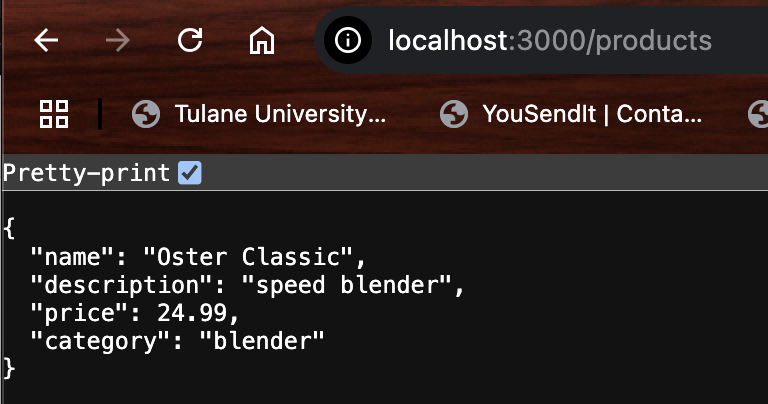 localhost:3000/products
Tulane University... YouSendIt | Conta...
Pretty-print
{
"name": "Oster Classic",
"description": "speed blender",
"price": 24.99,
"category": "blender"
}